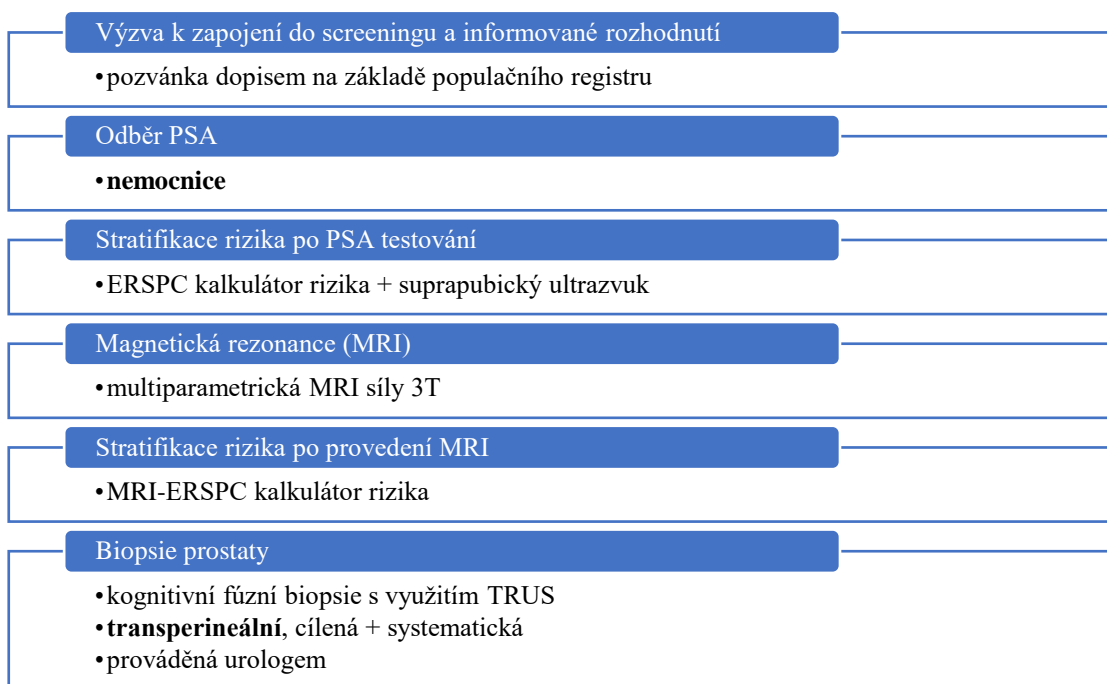 Výzva k zapojení do screeningu a informované rozhodnutí
•pozvánka dopisem na základě populačního registru
Odběr PSA
•nemocnice
Stratifikace rizika po PSA testování
•ERSPC kalkulátor rizika + suprapubický ultrazvuk
Magnetická rezonance (MRI)
•multiparametrická MRI síly 3T
Stratifikace rizika po provedení MRI
•MRI-ERSPC kalkulátor rizika
Biopsie prostaty
•kognitivní fúzní biopsie s využitím TRUS
•transperineální, cílená + systematická
•prováděná urologem